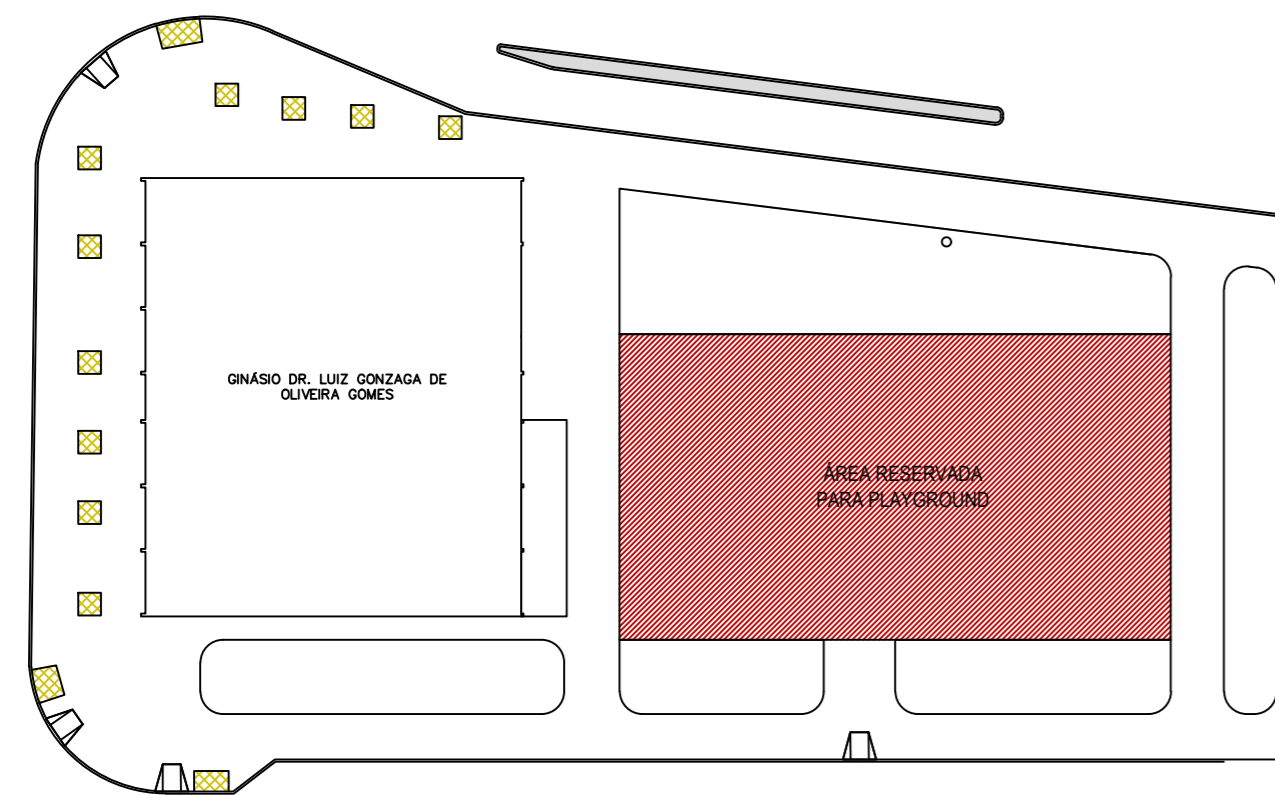 GINÁSIO DR. LUIZ GONZAGA DE
OLIVEIRA GOMES
ÁREA RESERVADA
PARA PLAYGROUND